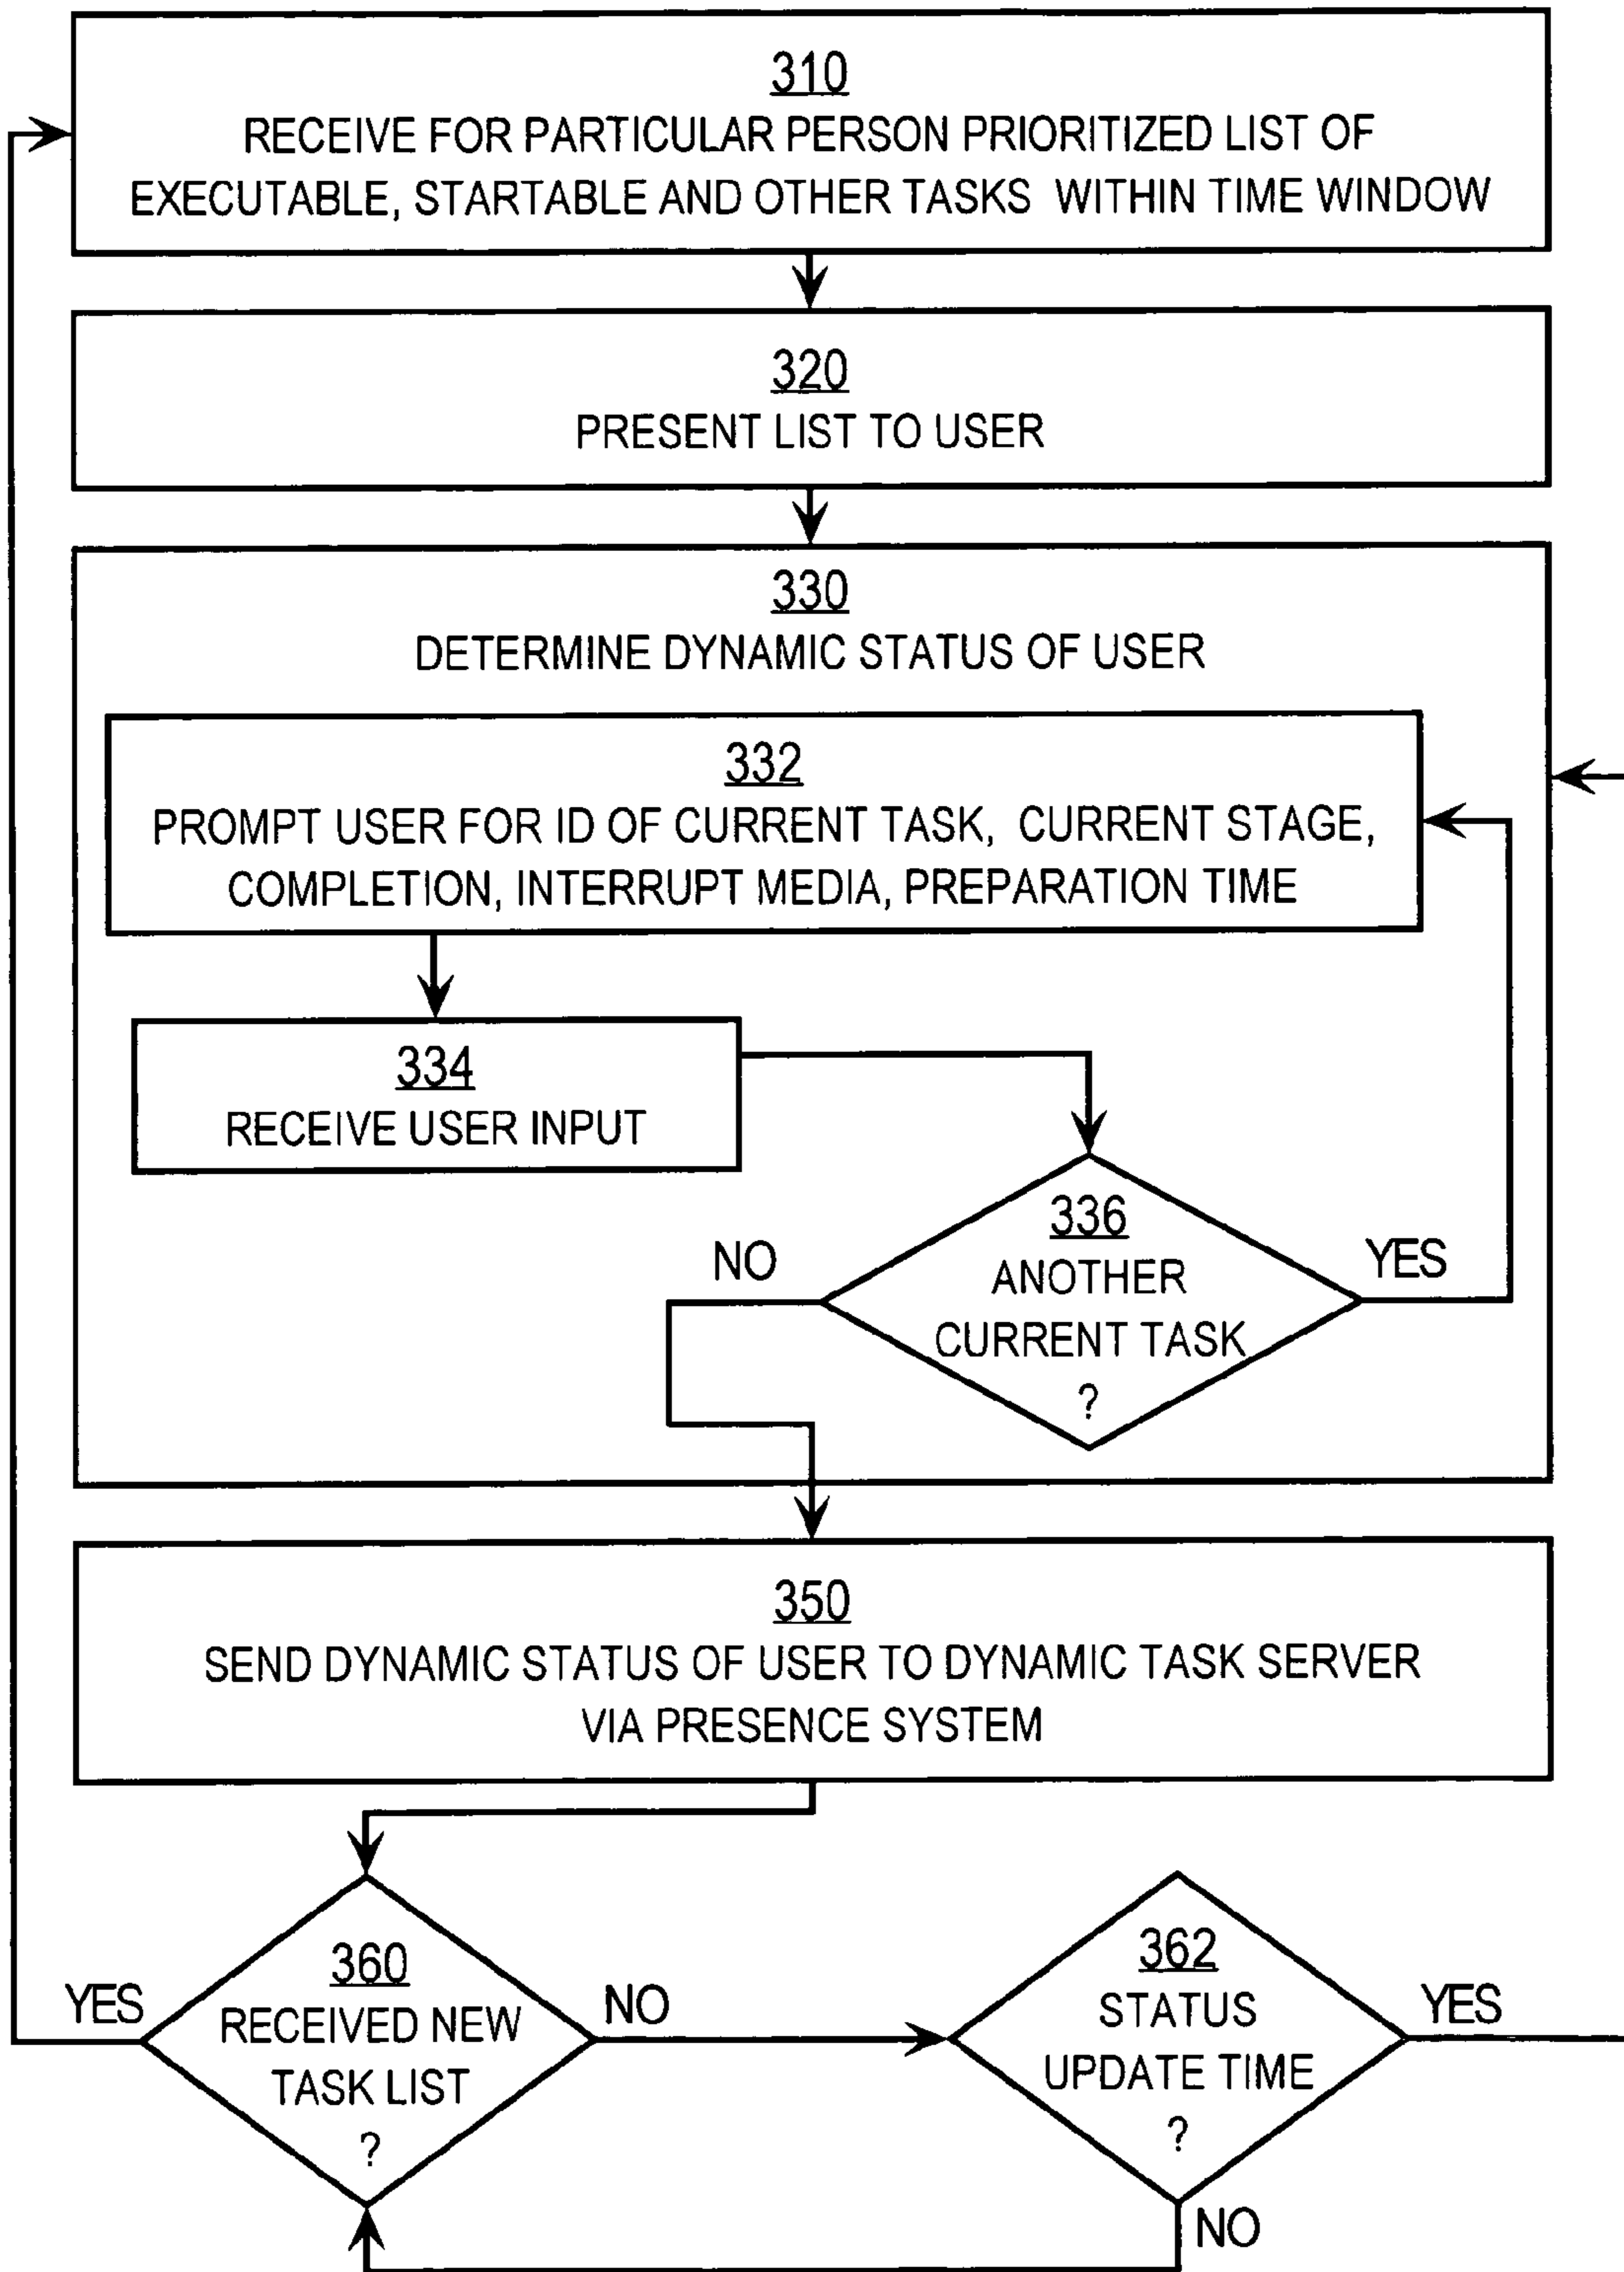 310
RECEIVE FOR PARTICULAR PERSON PRIORITIZED LIST OF
EXECUTABLE, STARTABLE AND OTHER TASKS WITHIN TIME WINDOW
320
PRESENT LIST TO USER
330
DETERMINE DYNAMIC STATUS OF USER
332
PROMPT USER FOR ID OF CURRENT TASK, CURRENT STAGE,
COMPLETION, INTERRUPT MEDIA, PREPARATION TIME
334
RECEIVE USER INPUT
336
ANOTHER
CURRENT TASK
?
NO
YES
350
SEND DYNAMIC STATUS OF USER TO DYNAMIC TASK SERVER
VIA PRESENCE SYSTEM
360
RECEIVED NEW
TASK LIST
?
YES
NO
362
STATUS
UPDATE TIME
?
YES
NO